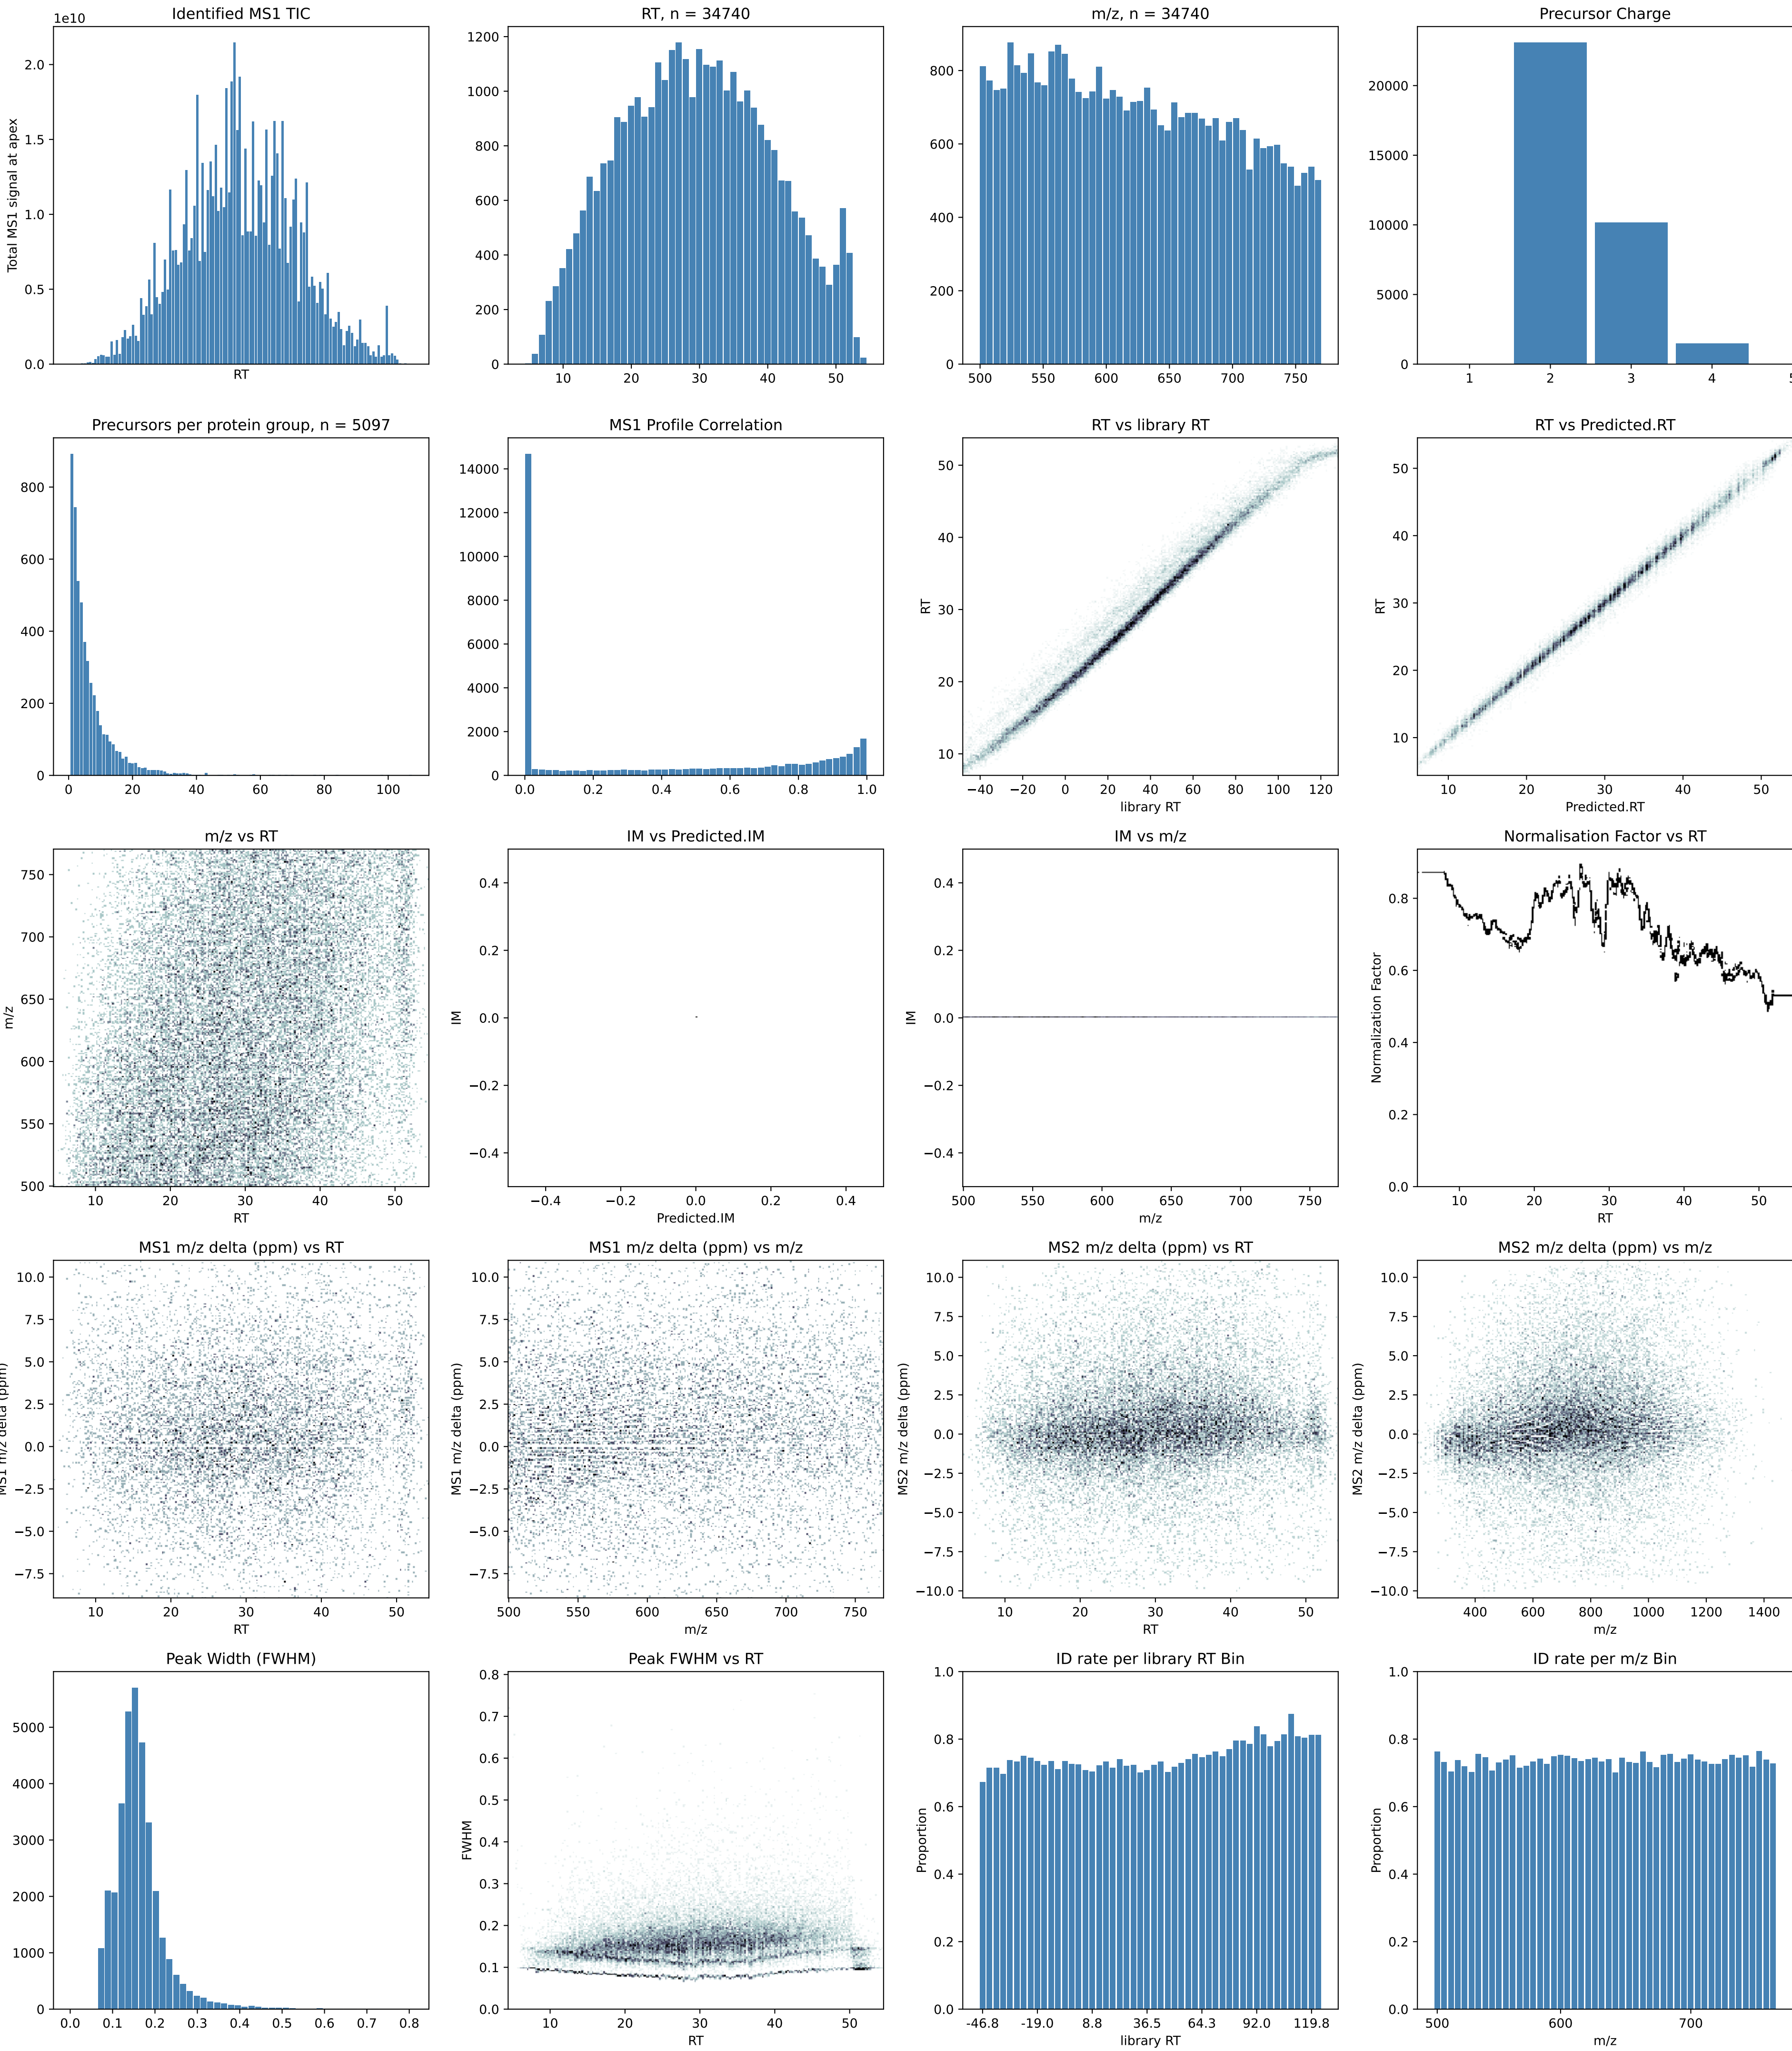 Identified MS1 TIC
1e10
Total MS1 signal at apex
2.0
1.5
1.0
0.5
0.0
RT
RT, n = 34740
1200
1000
800
600
400
200
0
10 20 30 40 50
m/z, n = 34740
800
600
400
200
0
500 550 600 650 700 750
Precursor Charge
20000
15000
10000
5000
0
1 2 3 4
Precursors per protein group, n = 5097
800
600
400
200
0
0 20 40 60 80 100
MS1 Profile Correlation
14000
12000
10000
8000
6000
4000
2000
0
0.0 0.2 0.4 0.6 0.8 1.0
RT vs library RT
RT
50
40
30
20
10
−40 −20 0 20 40 60 80 100 120
library RT
RT vs Predicted.RT
RT
50
40
30
20
10
10 20 30 40 50
Predicted.RT
m/z vs RT
m/z
750
700
650
600
550
500
10 20 30 40 50
RT
IM vs Predicted.IM
IM
0.4
0.2
0.0
−0.2
−0.4
−0.4 −0.2 0.0 0.2 0.4
Predicted.IM
IM vs m/z
IM
0.4
0.2
0.0
−0.2
−0.4
500 550 600 650 700 750
m/z
Normalisation Factor vs RT
Normalization Factor
0.8
0.6
0.4
0.2
0.0
10 20 30 40 50
RT
MS1 m/z delta (ppm) vs RT
MS1 m/z delta (ppm)
10.0
7.5
5.0
2.5
0.0
−2.5
−5.0
−7.5
10 20 30 40 50
RT
MS1 m/z delta (ppm) vs m/z
MS1 m/z delta (ppm)
10.0
7.5
5.0
2.5
0.0
−2.5
−5.0
−7.5
500 550 600 650 700 750
m/z
MS2 m/z delta (ppm) vs RT
MS2 m/z delta (ppm)
10.0
7.5
5.0
2.5
0.0
−2.5
−5.0
−7.5
−10.0
10 20 30 40 50
RT
MS2 m/z delta (ppm) vs m/z
MS2 m/z delta (ppm)
10.0
7.5
5.0
2.5
0.0
−2.5
−5.0
−7.5
−10.0
400 600 800 1000 1200 1400
m/z
Peak Width (FWHM)
5000
4000
3000
2000
1000
0
0.0 0.1 0.2 0.3 0.4 0.5 0.6 0.7 0.8
Peak FWHM vs RT
FWHM
0.8
0.7
0.6
0.5
0.4
0.3
0.2
0.1
0.0
10 20 30 40 50
RT
ID rate per library RT Bin
Proportion
1.0
0.8
0.6
0.4
0.2
0.0
-46.8 -19.0 8.8 36.5 64.3 92.0 119.8
library RT
ID rate per m/z Bin
Proportion
1.0
0.8
0.6
0.4
0.2
0.0
500 600 700
m/z